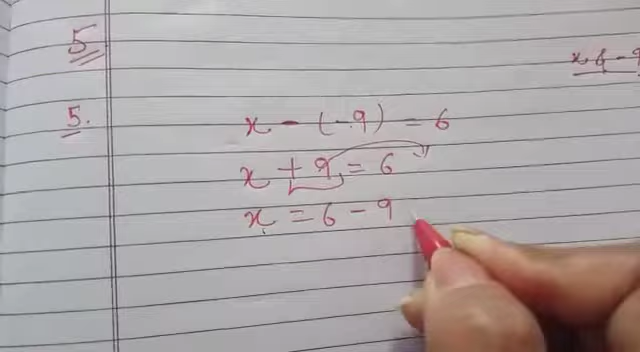 5
5.
x - (-9) = 6
x + 9 = 6
x = 6 - 9